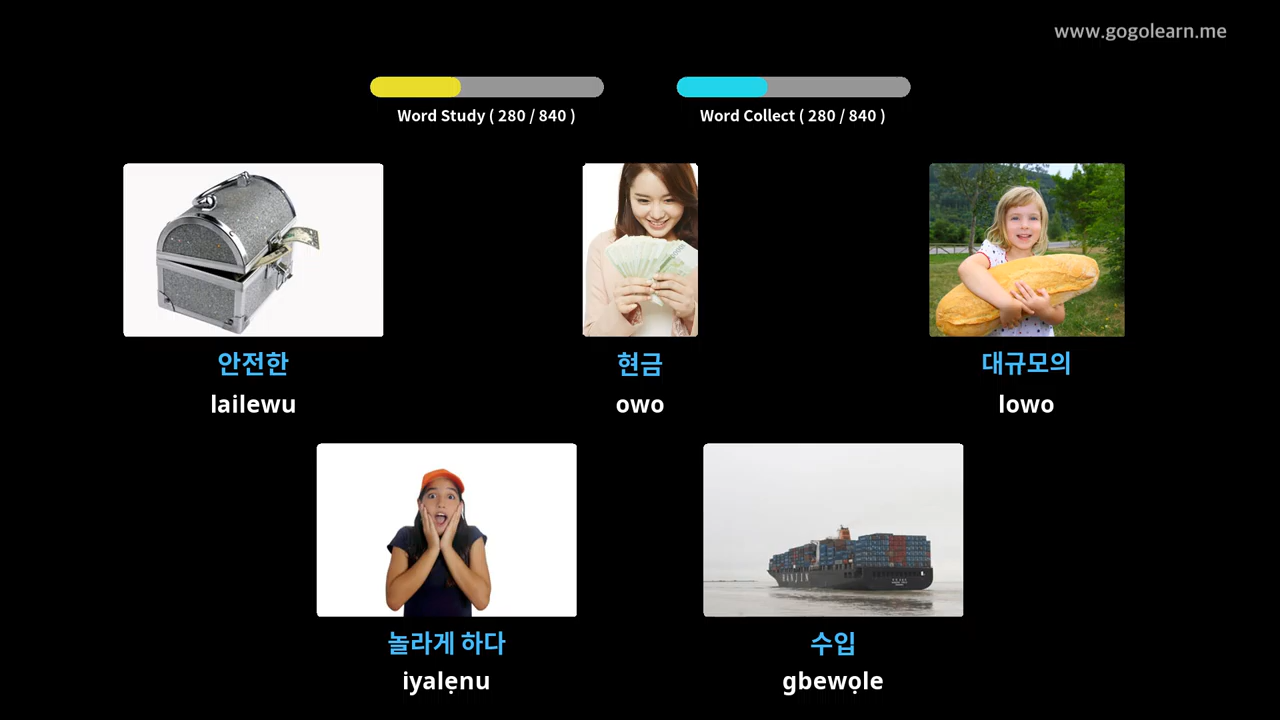 www.gogolearn.me
Word Study ( 280 / 840 )
Word Collect ( 280 / 840 )
안전한
현금
대규모의
lailewu
owo
lowo
HANJIN
놀라게 하다
수입
iyalẹnu
gbewọle